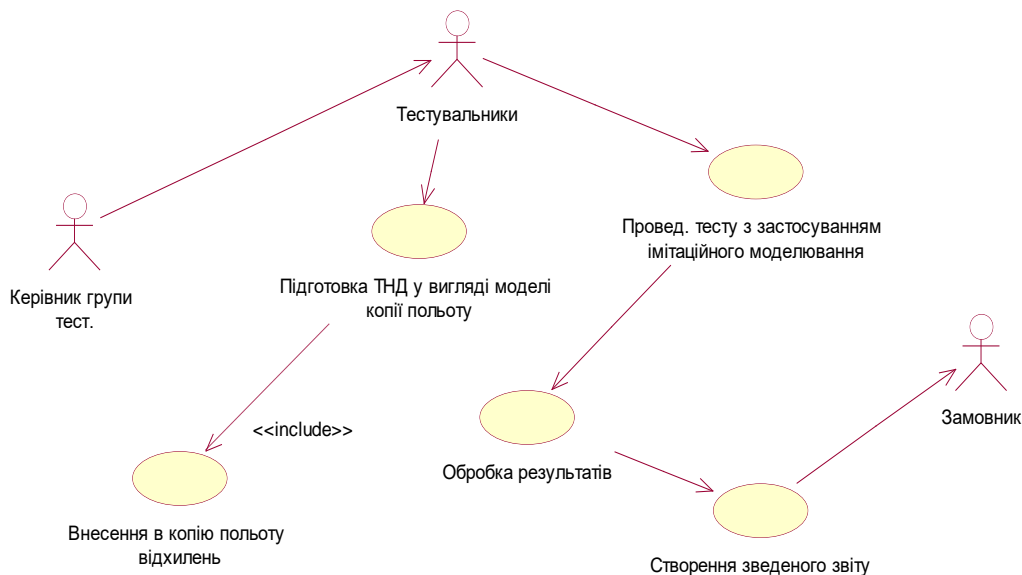 Тестувальники
Провед. тесту з застосуванням
імітаційного моделювання
Керівник групи
тест.
Підготовка ТНД у вигляді моделі
копії польоту
Замовник
<<include>>
Обробка результатів
Внесення в копію польоту
відхилень
Створення зведеного звіту